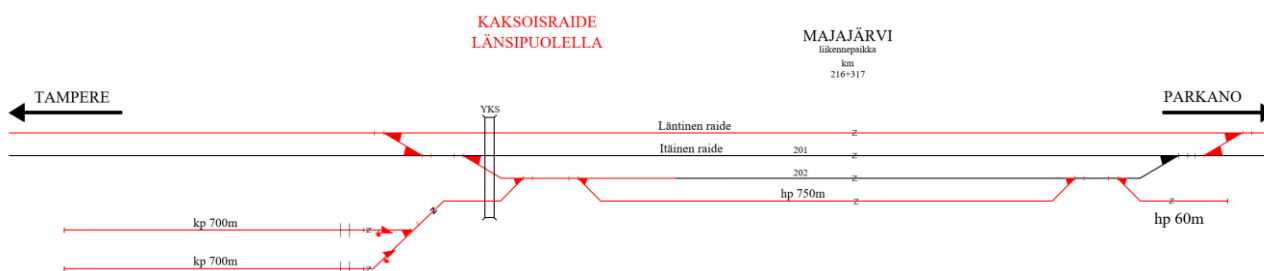 KAKSOISRAIDE
LÄNSIPUOLELLA
MAJAJÄRVI
liikennepaikka
km
216+317
TAMPERE
PARKANO
YKS
Läntinen raide
Itäinen raide
201
202
hp 750m
hp 60m
kp 700m
kp 700m